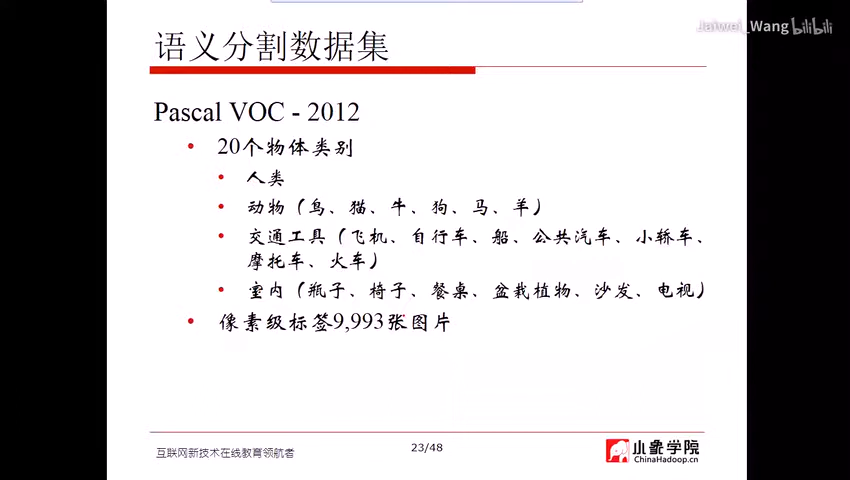 Jaiwei_Wang bilibili
语义分割数据集
Pascal VOC - 2012
• 20个物体类别
• 人类
• 动物（鸟、猫、牛、狗、马、羊）
• 交通工具（飞机、自行车、船、公共汽车、小轿车、
摩托车、火车）
• 室内（瓶子、椅子、餐桌、盆栽植物、沙发、电视）
• 像素级标签9,993张图片
互联网新技术在线教育领航者
23/48
小象学院
ChinaHadoop.cn